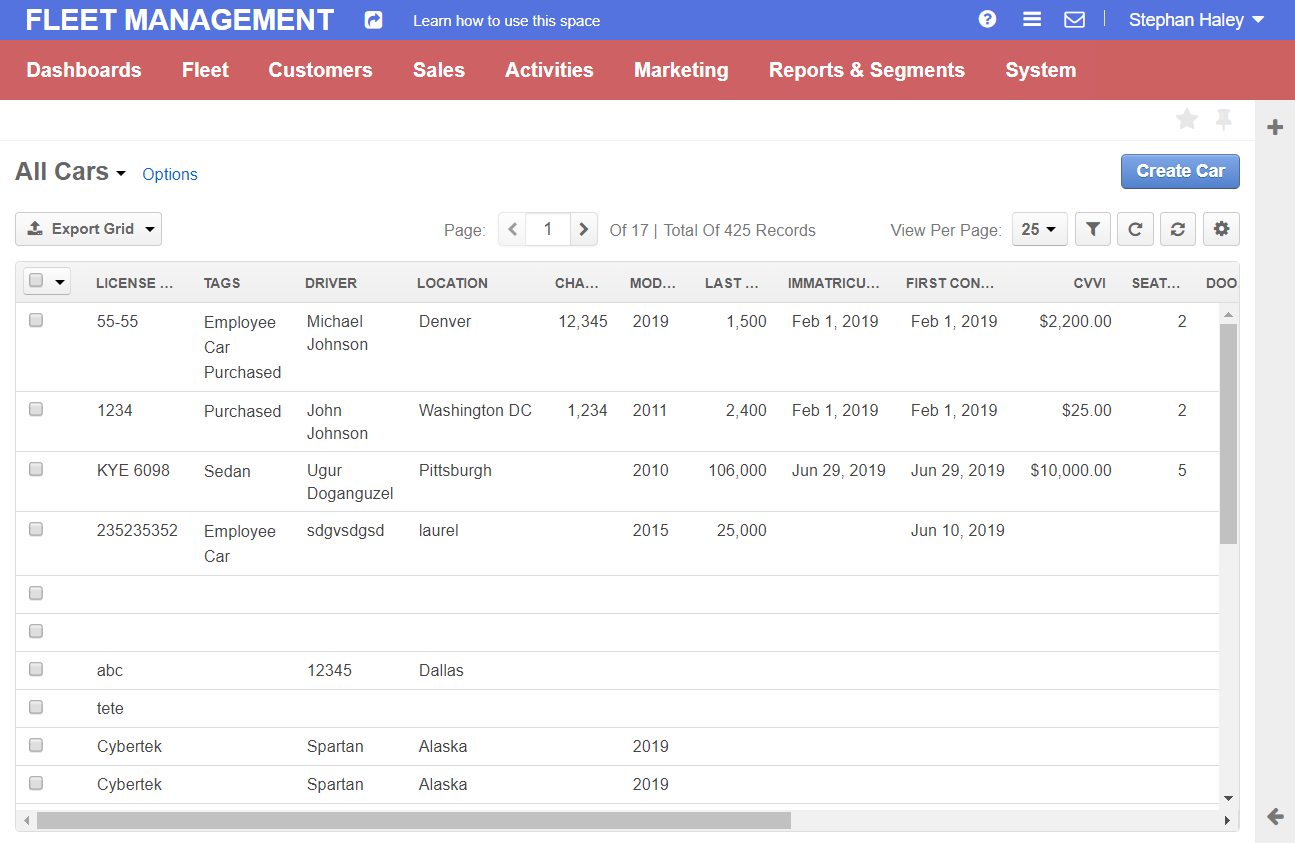 FLEET MANAGEMENT Learn how to use this space Stephan Haley
Dashboards Fleet Customers Sales Activities Marketing Reports & Segments System
All Cars Options Create Car
Export Grid Page: 1 Of 17 | Total Of 425 Records View Per Page: 25
LICENSE ... TAGS DRIVER LOCATION CHA... MOD... LAST ... IMMATRICU... FIRST CON... CVVI SEAT... DOO
55-55 Employee Michael Denver 12,345 2019 1,500 Feb 1, 2019 Feb 1, 2019 $2,200.00 2
Car Johnson
Purchased
1234 Purchased John Washington DC 1,234 2011 2,400 Feb 1, 2019 Feb 1, 2019 $25.00 2
Johnson
KYE 6098 Sedan Ugur Pittsburgh 2010 106,000 Jun 29, 2019 Jun 29, 2019 $10,000.00 5
Doganguzel
235235352 Employee sdgvsdgsd laurel 2015 25,000 Jun 10, 2019
Car
abc 12345 Dallas
tete
Cybertek Spartan Alaska 2019
Cybertek Spartan Alaska 2019